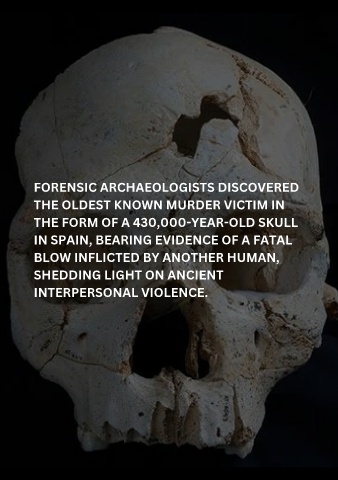 FORENSIC ARCHAEOLOGISTS DISCOVERED
THE OLDEST KNOWN MURDER VICTIM IN
THE FORM OF A 430,000-YEAR-OLD SKULL
IN SPAIN, BEARING EVIDENCE OF A FATAL
BLOW INFLICTED BY ANOTHER HUMAN,
SHEDDING LIGHT ON ANCIENT
INTERPERSONAL VIOLENCE.